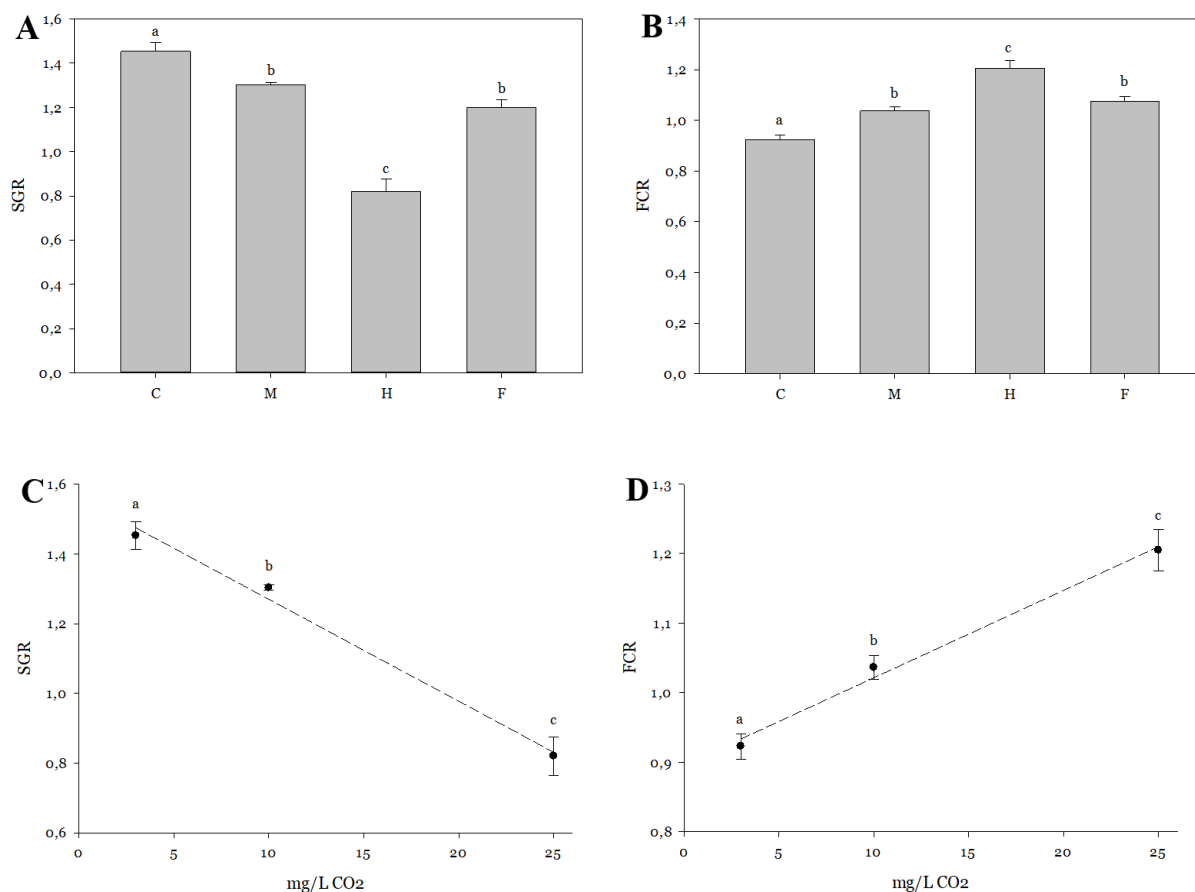 A
SGR
1,6
1,4
1,2
1,0
0,8
0,6
0,4
0,2
0,0
a
b
c
b
C M H F
B
FCR
1,4
1,2
1,0
0,8
0,6
0,4
0,2
0,0
a
b
c
b
C M H F
C
SGR
1,6
1,4
1,2
1,0
0,8
0,6
a
b
c
0 5 10 15 20 25
mg/L CO2
D
FCR
1,3
1,2
1,1
1,0
0,9
0,8
a
b
c
0 5 10 15 20 25
mg/L CO2